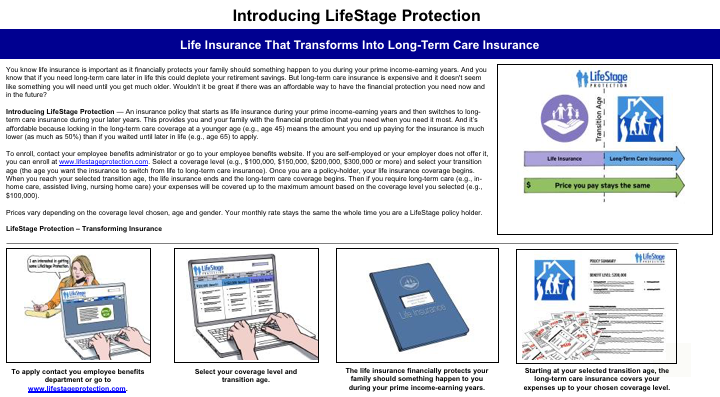 Introducing LifeStage Protection
Life Insurance That Transforms Into Long-Term Care Insurance
You know life insurance is important as it financially protects your family should something happen to you during your prime income-earning years. And you
know that if you need long-term care later in life this could deplete your retirement savings. But long-term care insurance is expensive and it doesn't seem
like something you will need until you get much older. Wouldn't it be great if there was an affordable way to have the financial protection you need now and
in the future?
Introducing LifeStage Protection — An insurance policy that starts as life insurance during your prime income-earning years and then switches to long-
term care insurance during your later years. This provides you and your family with the financial protection that you need when you need it most. And it's
affordable because locking in the long-term care coverage at a younger age (e.g., age 45) means the amount you end up paying for the insurance is much
lower (as much as 50%) than if you waited until later in life (e.g., age 65) to apply.
To enroll, contact your employee benefits administrator or go to your employee benefits website. If you are self-employed or your employer does not offer it,
you can enroll at www.lifestageprotection.com. Select a coverage level (e.g., $100,000, $150,000, $200,000, $300,000 or more) and select your transition
age (the age you want the insurance to switch from life to long-term care insurance). Once you are a policy-holder, your life insurance coverage begins.
When you reach your selected transition age, the life insurance ends and the long-term care coverage begins. Then if you require long-term care (e.g., in-
home care, assisted living, nursing home care) your expenses will be covered up to the maximum amount based on the coverage level you selected (e.g.,
$100,000).
Prices vary depending on the coverage level chosen, age and gender. Your monthly rate stays the same the whole time you are a LifeStage policy holder.
LifeStage Protection – Transforming Insurance
LifeStage
PROTECTION
Transition Age
Life Insurance
Long-Term Care Insurance
$ Price you pay stays the same
I am interested in getting
some LifeStage Protection.
LifeStage
To apply contact you employee benefits
department or go to
www.lifestageprotection.com.
LifeStage
Select your coverage level and
transition age.
Life Insurance
The life insurance financially protects your
family should something happen to you
during your prime income-earning years.
LifeStage
PROTECTION
POLICY SUMMARY
BENEFIT LEVEL: $200,000
Starting at your selected transition age, the
long-term care insurance covers your
expenses up to your chosen coverage level.